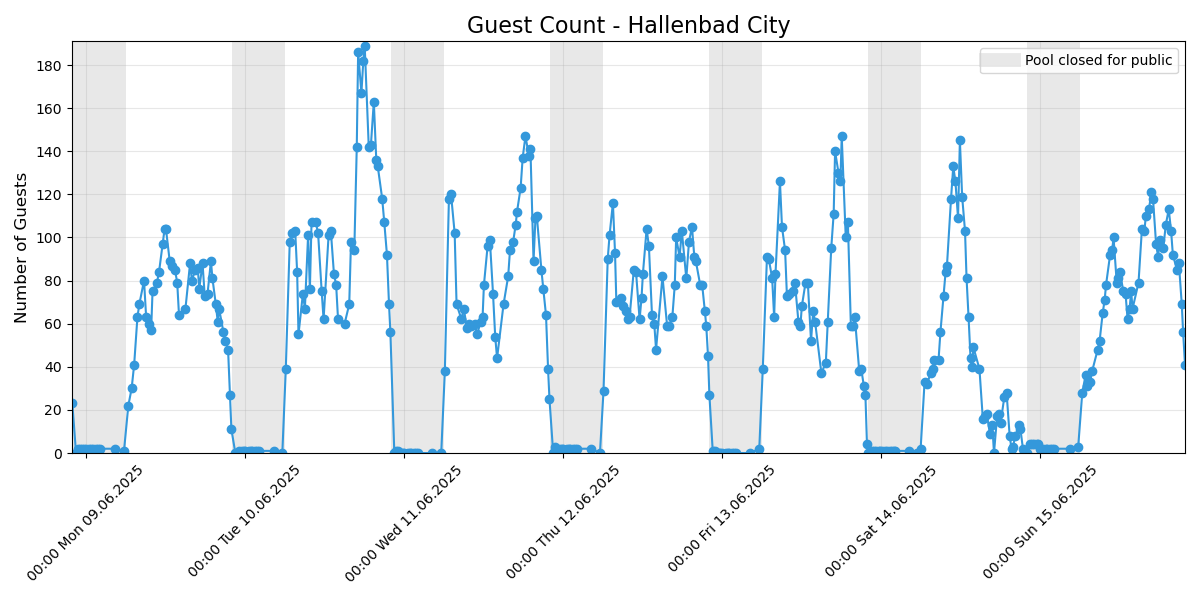 Guest Count - Hallenbad City
Pool closed for public
Number of Guests
180
160
140
120
100
80
60
40
20
0
00:00 Mon 09.06.2025
00:00 Tue 10.06.2025
00:00 Wed 11.06.2025
00:00 Thu 12.06.2025
00:00 Fri 13.06.2025
00:00 Sat 14.06.2025
00:00 Sun 15.06.2025